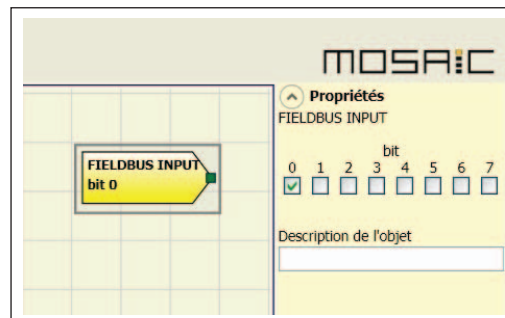 MOSAIC
Propriétés
FIELDBUS INPUT
bit
0 1 2 3 4 5 6 7
FIELDBUS INPUT
bit 0
Description de l'objet